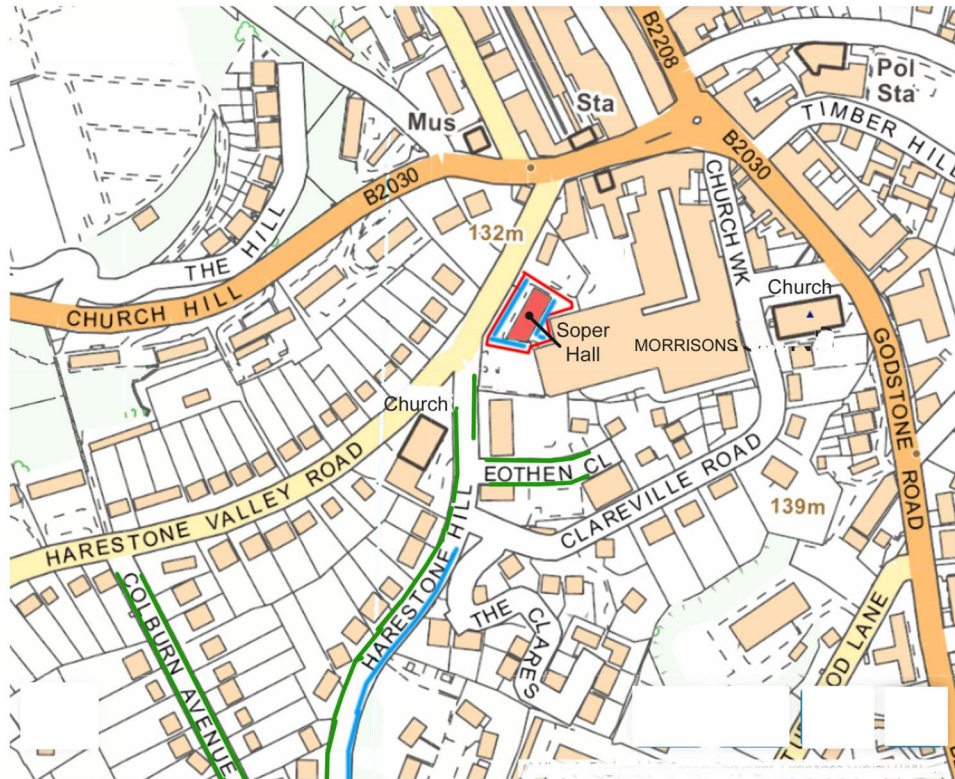 B2208
Pol
Sta
Sta
Mus
TIMBER HILL
B2030
B2030
THE HILL
132m
CHURCH WK
CHURCH HILL
Church
Soper
Hall
MORRISONS
GODSTONE ROAD
Church
EOTHEN CL
CLAREVILLE ROAD
HARESTONE VALLEY ROAD
139m
HARESTONE HILL
COLBURN AVENUE
THE CLARES
LANE